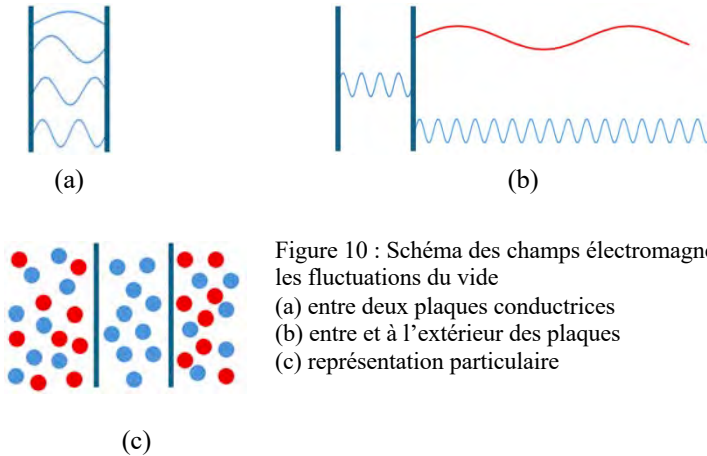 (a)
(b)
Figure 10 : Schéma des champs
les fluctuations du vide
(a) entre deux plaques conductrices
(b) entre et à l'extérieur des plaques
(c) représentation particulaire
(c)